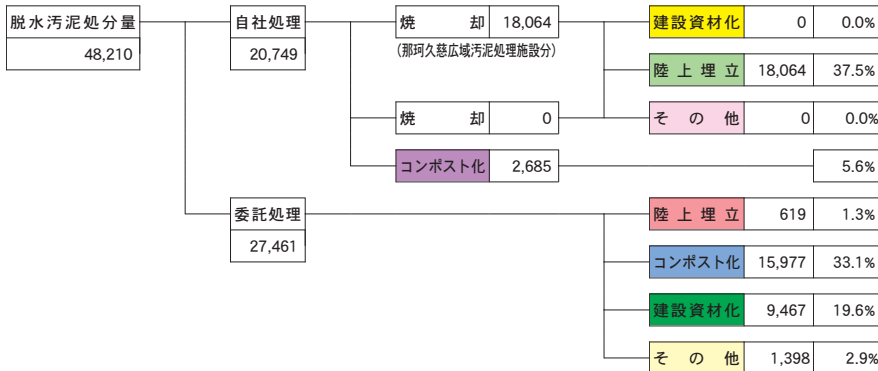 脱水汚泥処分量
48,210
自社処理
20,749
焼却 18,064
（那珂久慈広域汚泥処理施設分）
建設資材化 0 0.0%
陸上埋立 18,064 37.5%
焼却 0
その他 0 0.0%
コンポスト化 2,685 5.6%
委託処理
27,461
陸上埋立 619 1.3%
コンポスト化 15,977 33.1%
建設資材化 9,467 19.6%
その他 1,398 2.9%